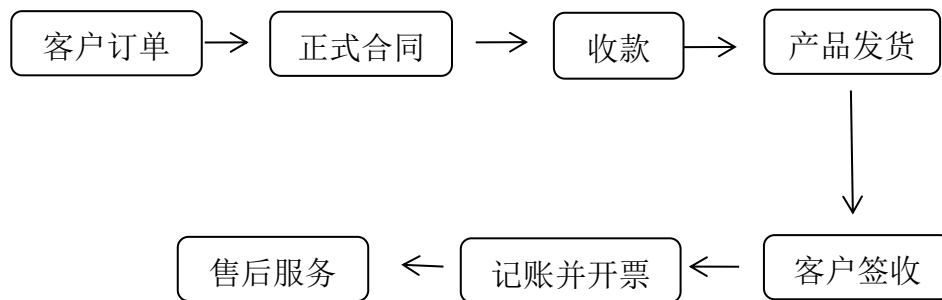 客户订单
正式合同
收款
产品发货
客户签收
记账并开票
售后服务